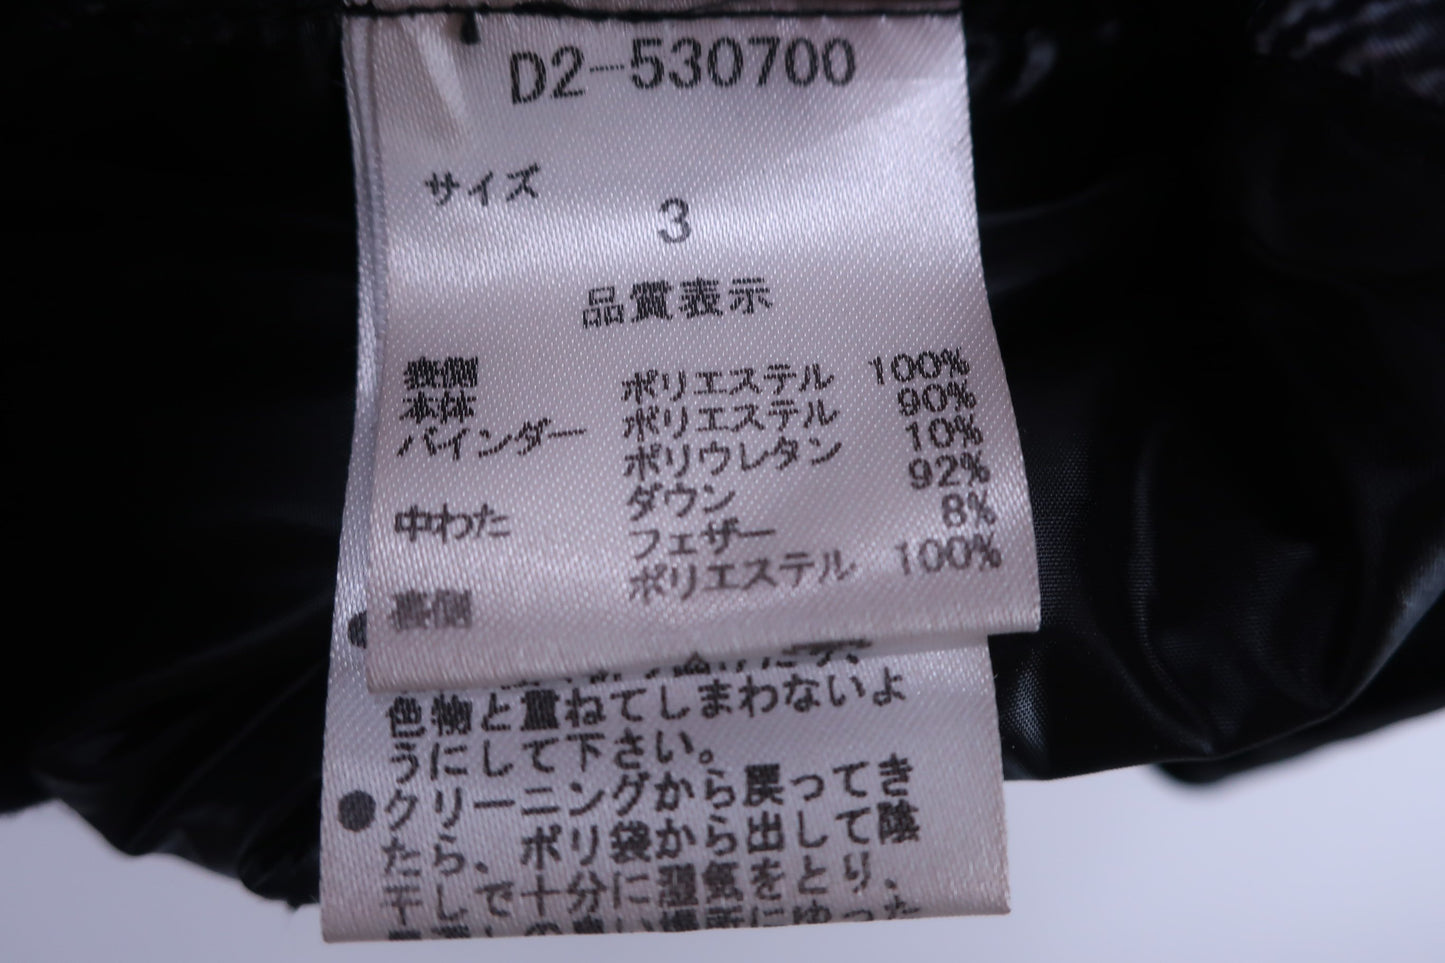 D2-530700
サイズ
3
品質表示
表側
本体 ポリエステル 100%
バインダー ポリエステル 90%
ポリウレタン 10%
中わた ダウン 92%
フェザー 8%
裏側 ポリエステル 100%
色物と重ねてしまわないよ
うにして下さい。
●クリーニングから戻ってき
たら、ポリ袋から出して陰
干しで十分に湿気をとり、